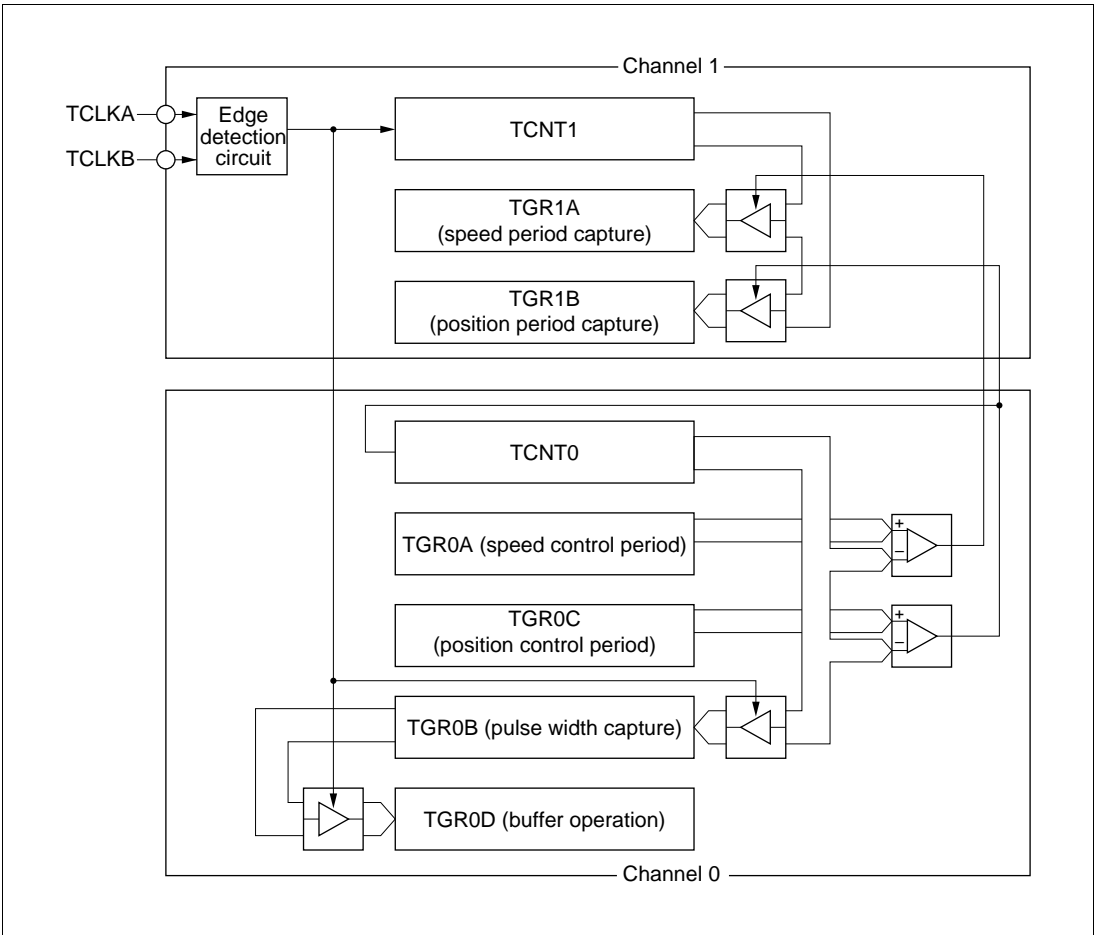 Channel 1
TCLKA
TCLKB
Edge
detection
circuit
TCNT1
TGR1A
(speed period capture)
TGR1B
(position period capture)
TCNT0
TGR0A (speed control period)
+
−
TGR0C
(position control period)
+
−
TGR0B (pulse width capture)
TGR0D (buffer operation)
Channel 0